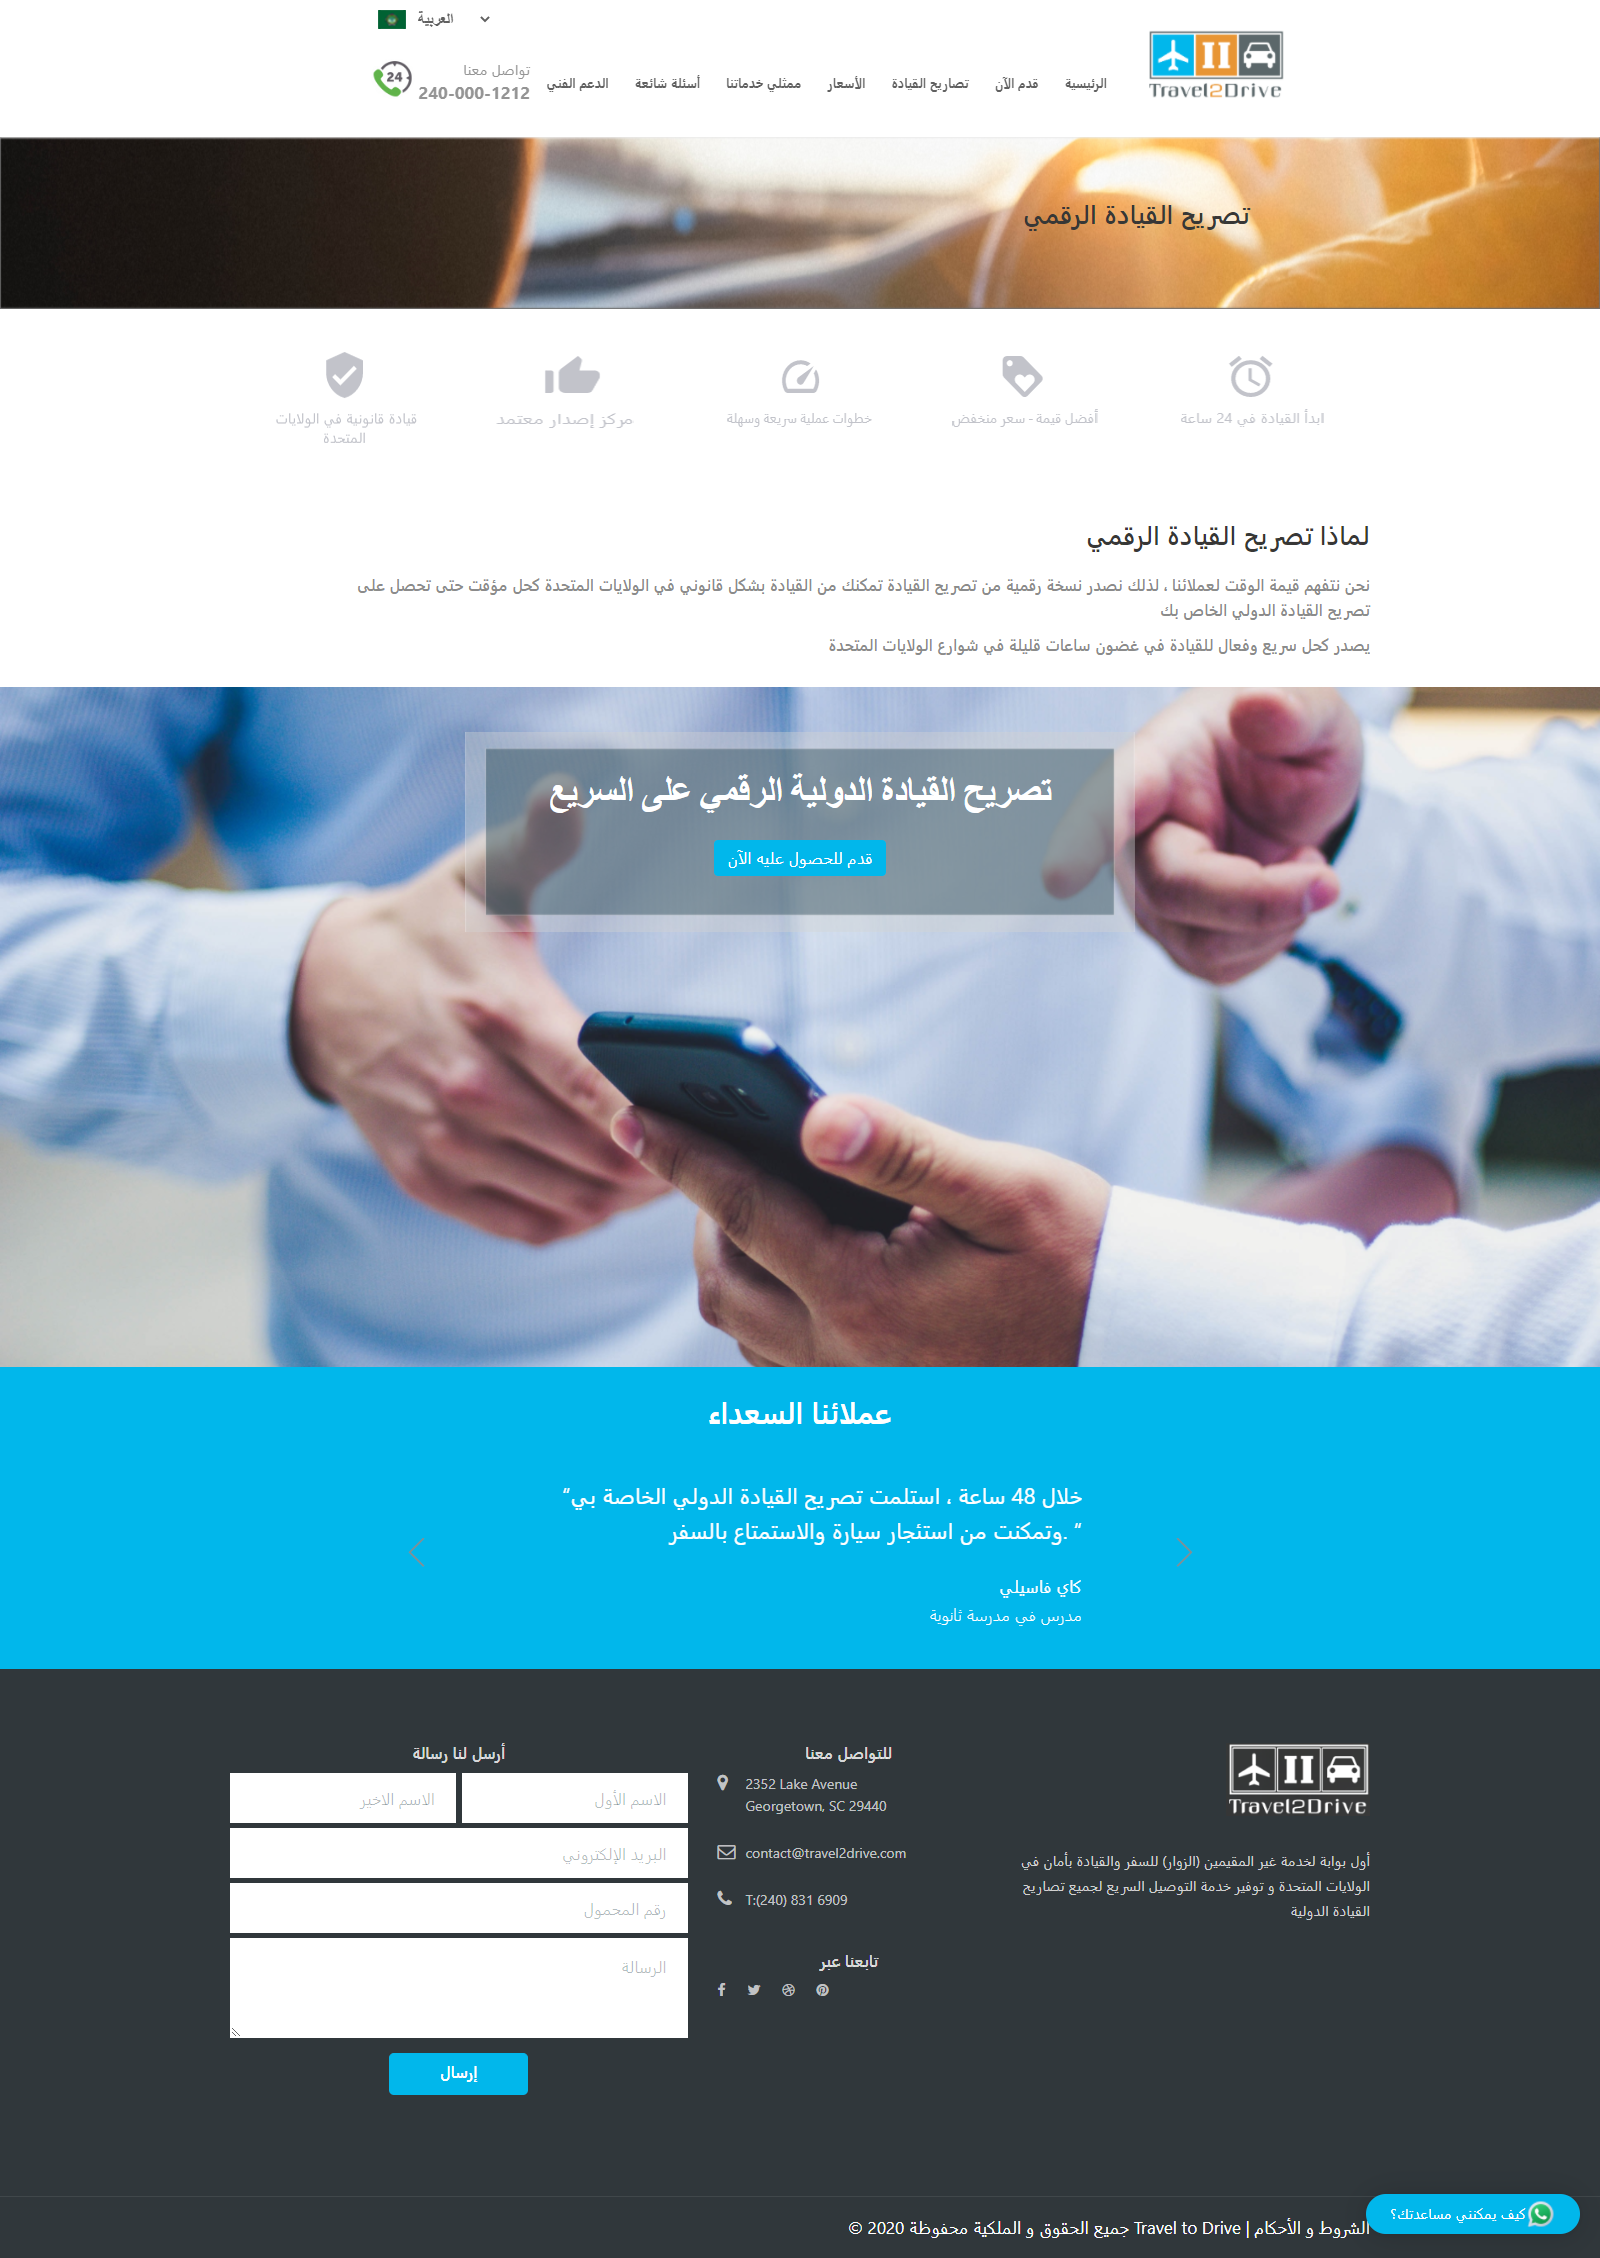 العربية
Travel2Drive
الرئيسية
قدم الآن
تصاريح القيادة
الأسعار
ممثلي خدماتنا
أسئلة شائعة
الدعم الفني
تواصل معنا
240-000-1212
24
تصريح القيادة الرقمي
ابدأ القيادة في 24 ساعة
أفضل قيمة - سعر منخفض
خطوات عملية سريعة وسهلة
مركز إصدار معتمد
قيادة قانونية في الولايات
المتحدة
لماذا تصريح القيادة الرقمي
نحن نتفهم قيمة الوقت لعملائنا ، لذلك نصدر نسخة رقمية من تصريح القيادة تمكنك من القيادة بشكل قانوني في الولايات المتحدة كحل مؤقت حتى تحصل على
تصريح القيادة الدولي الخاص بك
يصدر كحل سريع وفعال للقيادة في غضون ساعات قليلة في شوارع الولايات المتحدة
تصريح القيادة الدولية الرقمي على السريع
قدم للحصول عليه الآن
عملائنا السعداء
خلال 48 ساعة ، استلمت تصريح القيادة الدولي الخاصة بي"
" .وتمكنت من استئجار سيارة والاستمتاع بالسفر
كاي فاسيلي
مدرس في مدرسة ثانوية
Travel2Drive
أول بوابة لخدمة غير المقيمين (الزوار) للسفر والقيادة بأمان في
الولايات المتحدة و توفير خدمة التوصيل السريع لجميع تصاريح
القيادة الدولية
للتواصل معنا
2352 Lake Avenue
Georgetown, SC 29440
contact@travel2drive.com
T:(240) 831 6909
تابعنا عبر
أرسل لنا رسالة
الاسم الأول
الاسم الاخير
البريد الإلكتروني
رقم المحمول
الرسالة
إرسال
كيف يمكنني مساعدتك؟
الشروط و الأحكام | Travel to Drive جميع الحقوق و الملكية محفوظة 2020 ©